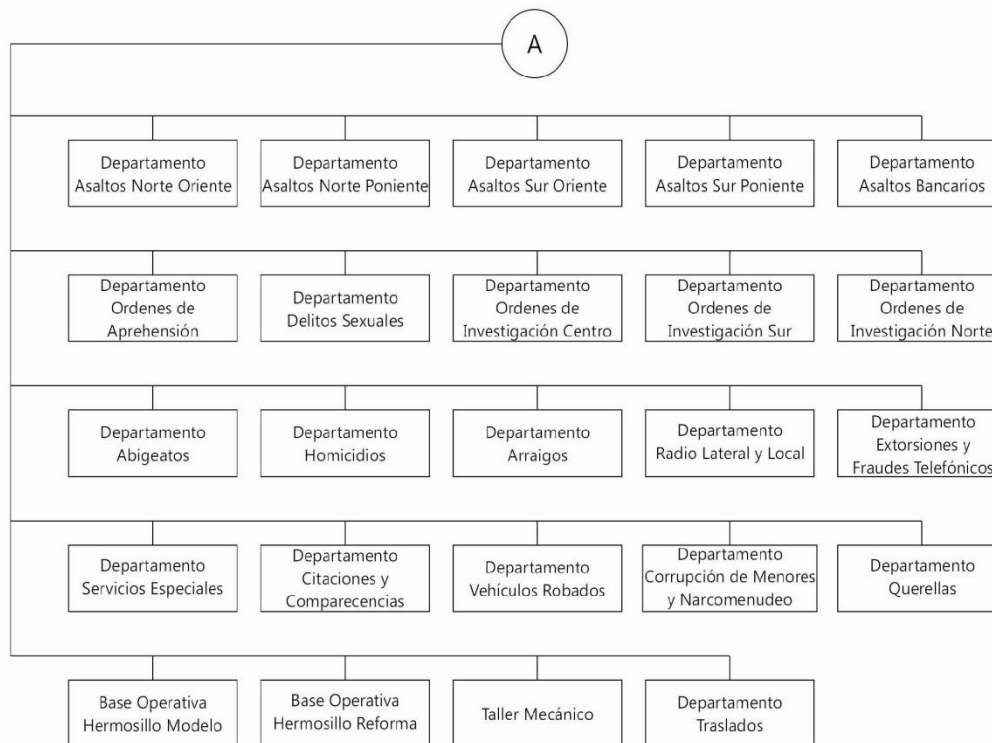 A
Departamento
Asaltos Norte Oriente
Departamento
Asaltos Norte Poniente
Departamento
Asaltos Sur Oriente
Departamento
Asaltos Sur Poniente
Departamento
Asaltos Bancarios
Departamento
Ordenes de
Aprehensión
Departamento
Delitos Sexuales
Departamento
Ordenes de
Investigación Centro
Departamento
Ordenes de
Investigación Sur
Departamento
Ordenes de
Investigación Norte
Departamento
Abigeatos
Departamento
Homicidios
Departamento
Arraigos
Departamento
Radio Lateral y Local
Departamento
Extorsiones y
Fraudes Telefónicos
Departamento
Servicios Especiales
Departamento
Citaciones y
Comparecencias
Departamento
Vehículos Robados
Departamento
Corrupción de Menores
y Narcomenudeo
Departamento
Querellas
Base Operativa
Hermosillo Modelo
Base Operativa
Hermosillo Reforma
Taller Mecánico
Departamento
Traslados